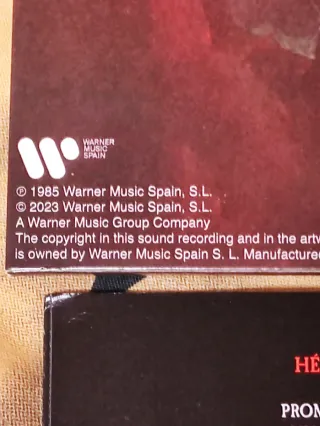 WARNER
MUSIC
SPAIN
℗ 1985 Warner Music Spain, S.L.
© 2023 Warner Music Spain, S.L.
A Warner Music Group Company
The copyright in this sound recording and in the artw
is owned by Warner Music Spain S. L. Manufactured
HÉ
PROM